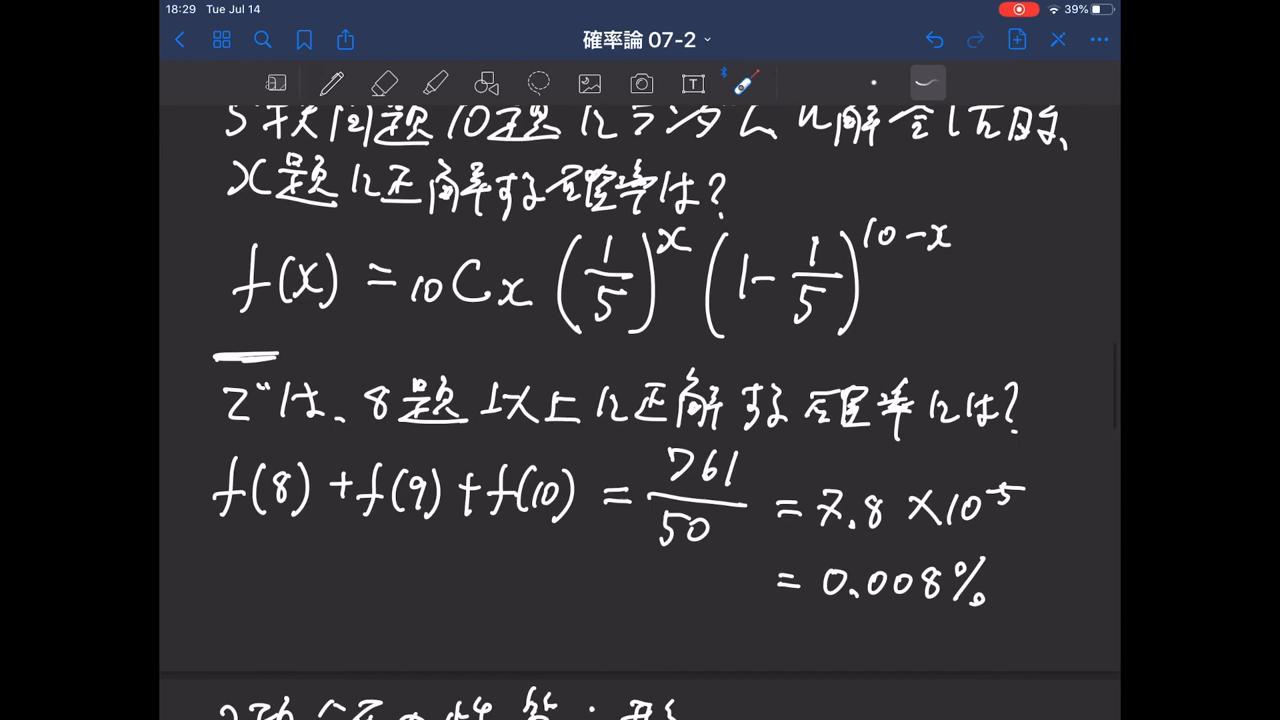 18:29 Tue Jul 14
39%
確率論 07-2
T
5択問題10題にランダムに解答した時、
x題に正解する確率は?
f(x) = 10Cx (1/5)^x (1-1/5)^10-x
では、8題以上に正解する確率には?
f(8)+f(9)+f(10) = 761/50 = 7.8×10^-5
= 0.008%